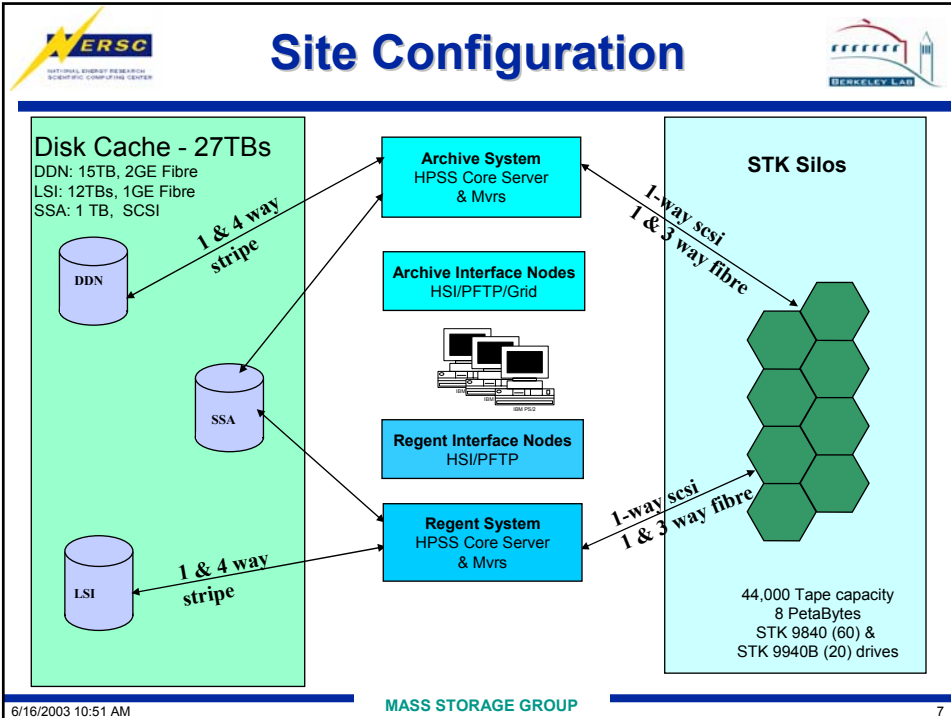 NERSC
NATIONAL ENERGY RESEARCH
SCIENTIFIC COMPUTING CENTER
Site Configuration
BERKELEY LAB
Disk Cache - 27TBs
DDN: 15TB, 2GE Fibre
LSI: 12TBs, 1GE Fibre
SSA: 1 TB, SCSI
DDN
1 & 4 way
stripe
SSA
LSI
1 & 4 way
stripe
Archive System
HPSS Core Server
& Mvrs
Archive Interface Nodes
HSI/PFTP/Grid
IBM
IBM
IBM PS/2
Regent Interface Nodes
HSI/PFTP
Regent System
HPSS Core Server
& Mvrs
STK Silos
1-way scsi
1 & 3 way fibre
1-way scsi
1 & 3 way fibre
44,000 Tape capacity
8 PetaBytes
STK 9840 (60) &
STK 9940B (20) drives
6/16/2003 10:51 AM
MASS STORAGE GROUP
7